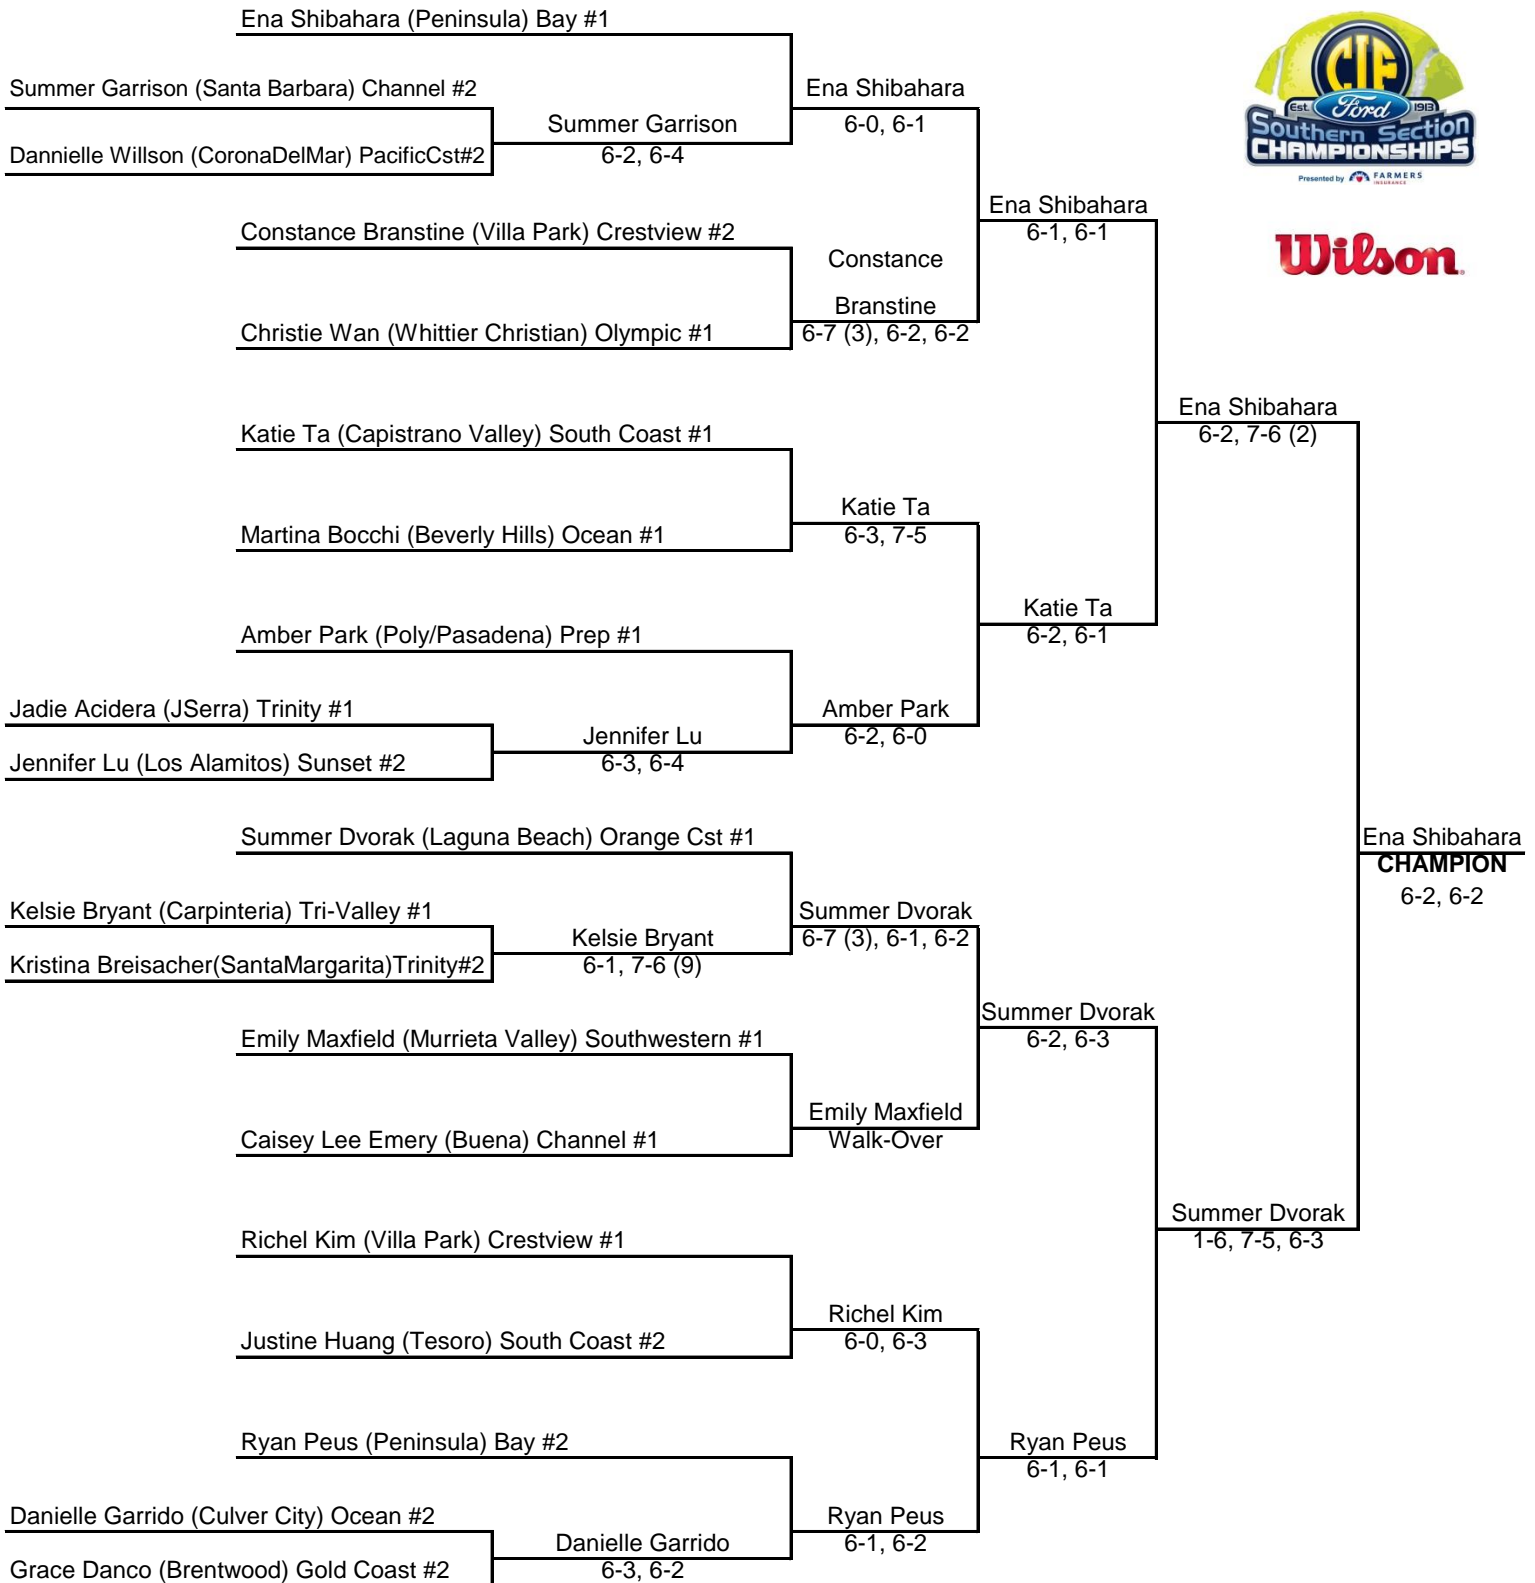 Ena Shibahara (Peninsula) Bay #1
Summer Garrison (Santa Barbara) Channel #2
Ena Shibahara
Summer Garrison
6-0, 6-1
Dannielle Willson (CoronaDelMar) PacificCst#2
6-2, 6-4
CIF
Est.
Ford
1913
Southern Section
CHAMPIONSHIPS
Presented by FARMERS
INSURANCE
Ena Shibahara
Constance Branstine (Villa Park) Crestview #2
6-1, 6-1
Wilson
Constance
Branstine
Christie Wan (Whittier Christian) Olympic #1
6-7 (3), 6-2, 6-2
Ena Shibahara
Katie Ta (Capistrano Valley) South Coast #1
6-2, 7-6 (2)
Katie Ta
Martina Bocchi (Beverly Hills) Ocean #1
6-3, 7-5
Katie Ta
Amber Park (Poly/Pasadena) Prep #1
6-2, 6-1
Jadie Acidera (JSerra) Trinity #1
Amber Park
Jennifer Lu
6-2, 6-0
Jennifer Lu (Los Alamitos) Sunset #2
6-3, 6-4
Summer Dvorak (Laguna Beach) Orange Cst #1
Ena Shibahara
CHAMPION
6-2, 6-2
Kelsie Bryant (Carpinteria) Tri-Valley #1
Summer Dvorak
Kelsie Bryant
6-7 (3), 6-1, 6-2
Kristina Breisacher(SantaMargarita)Trinity#2
6-1, 7-6 (9)
Summer Dvorak
Emily Maxfield (Murrieta Valley) Southwestern #1
6-2, 6-3
Emily Maxfield
Caisey Lee Emery (Buena) Channel #1
Walk-Over
Summer Dvorak
Richel Kim (Villa Park) Crestview #1
1-6, 7-5, 6-3
Richel Kim
Justine Huang (Tesoro) South Coast #2
6-0, 6-3
Ryan Peus (Peninsula) Bay #2
Ryan Peus
6-1, 6-1
Danielle Garrido (Culver City) Ocean #2
Ryan Peus
Danielle Garrido
6-1, 6-2
Grace Danco (Brentwood) Gold Coast #2
6-3, 6-2